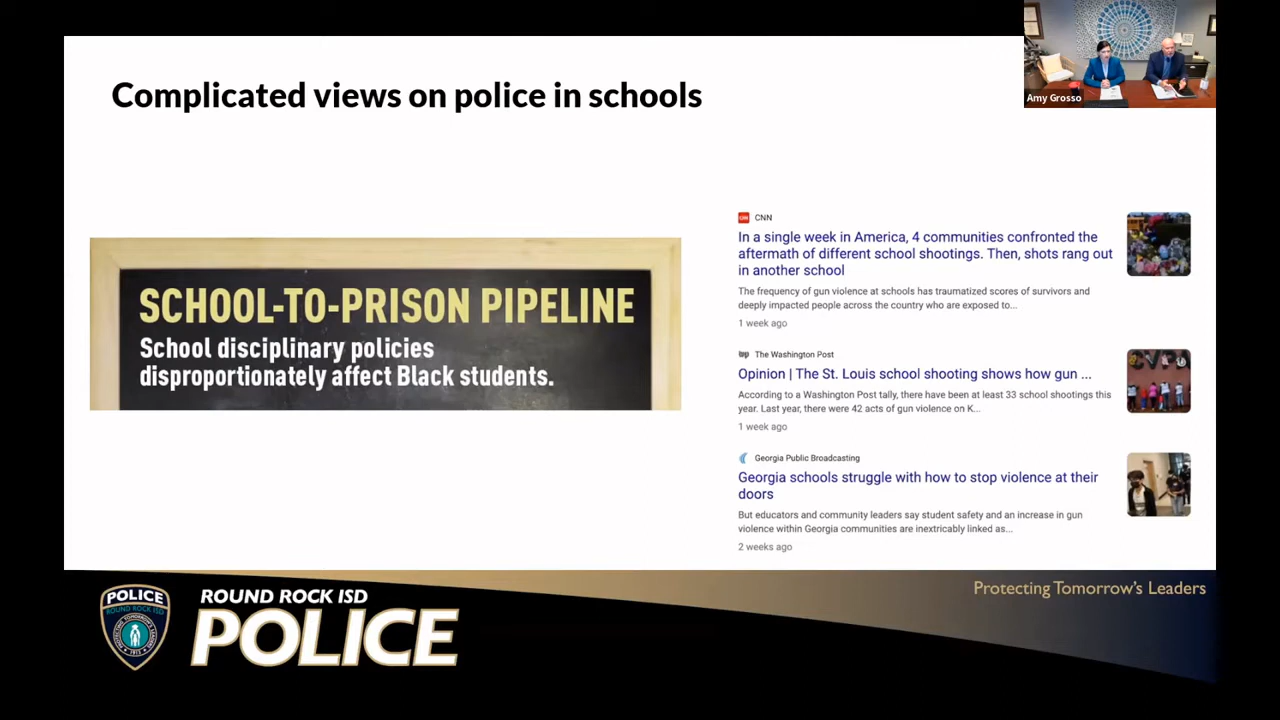 Complicated views on police in schools
Amy Grosso
SCHOOL-TO-PRISON PIPELINE
School disciplinary policies
disproportionately affect Black students.
CNN
CNN
In a single week in America, 4 communities confronted the
aftermath of different school shootings. Then, shots rang out
in another school
The frequency of gun violence at schools has traumatized scores of survivors and
deeply impacted people across the country who are exposed to...
1 week ago
wp The Washington Post
Opinion | The St. Louis school shooting shows how gun ...
According to a Washington Post tally, there have been at least 33 school shootings this
year. Last year, there were 42 acts of gun violence on K...
1 week ago
Georgia Public Broadcasting
Georgia schools struggle with how to stop violence at their
doors
But educators and community leaders say student safety and an increase in gun
violence within Georgia communities are inextricably linked as...
2 weeks ago
POLICE
ROUND ROCK ISD
ROUND ROCK ISD
POLICE
Protecting Tomorrow's Leaders